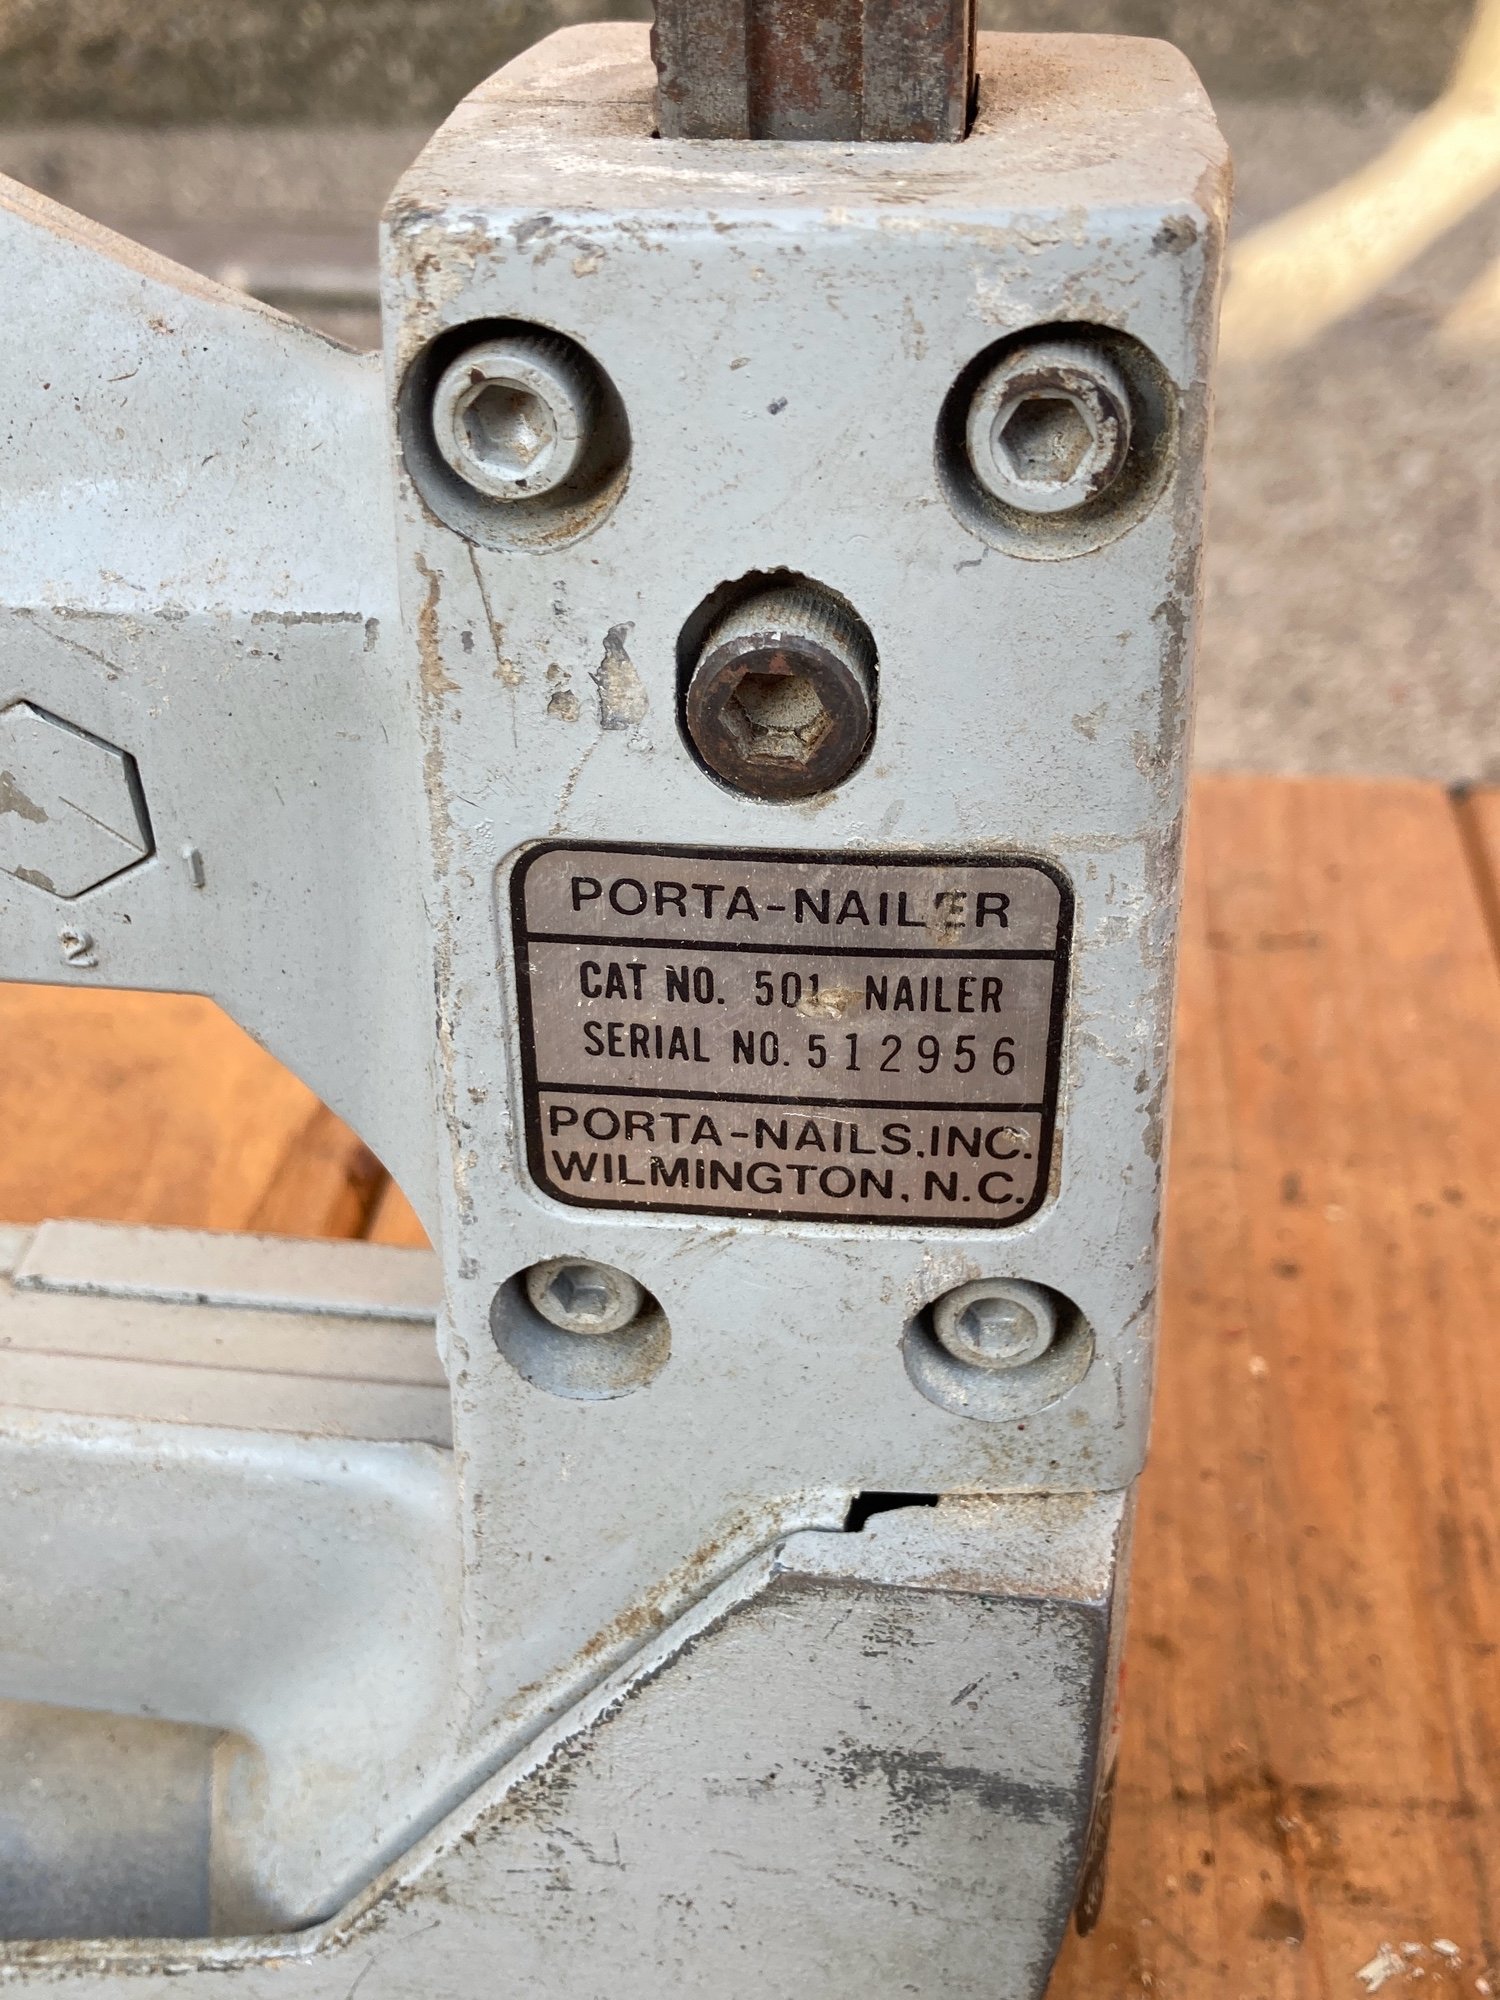 PORTA-NAILER
CAT NO. 501 NAILER
SERIAL NO. 512956
PORTA-NAILS, INC.
WILMINGTON, N.C.
1
2